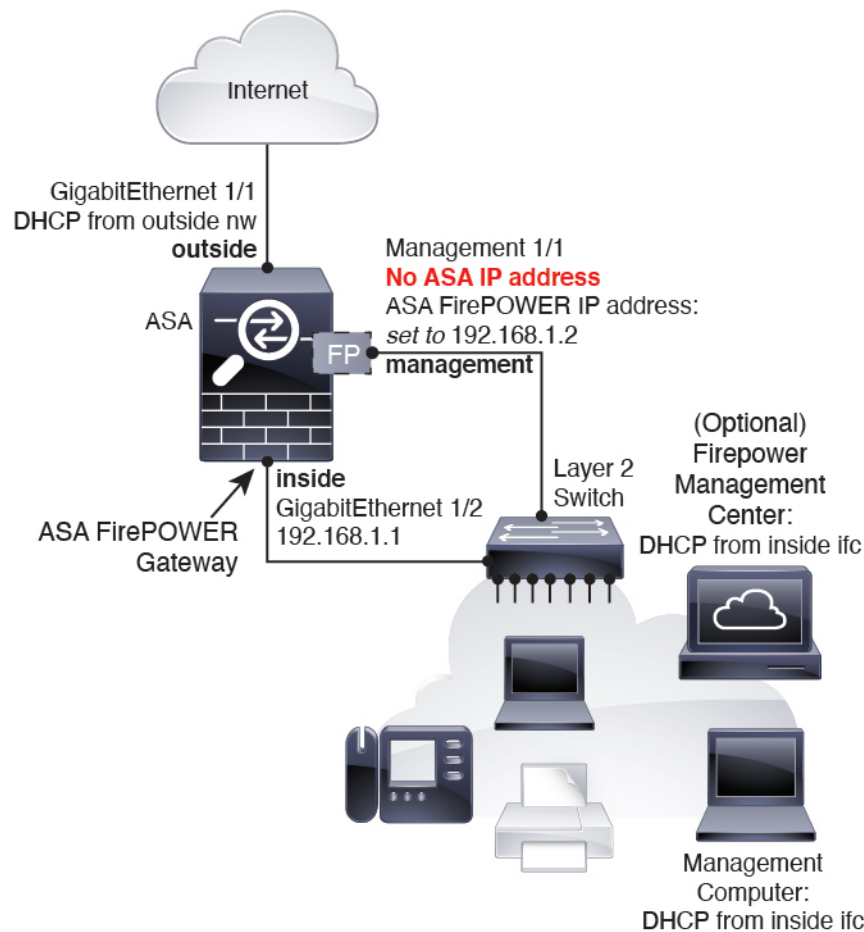 Internet
GigabitEthernet 1/1
DHCP from outside nw
outside
Management 1/1
No ASA IP address
ASA FirePOWER IP address:
set to 192.168.1.2
management
ASA
FP
inside
GigabitEthernet 1/2
192.168.1.1
ASA FirePOWER
Gateway
Layer 2
Switch
(Optional)
Firepower
Management
Center:
DHCP from inside ifc
Management
Computer:
DHCP from inside ifc